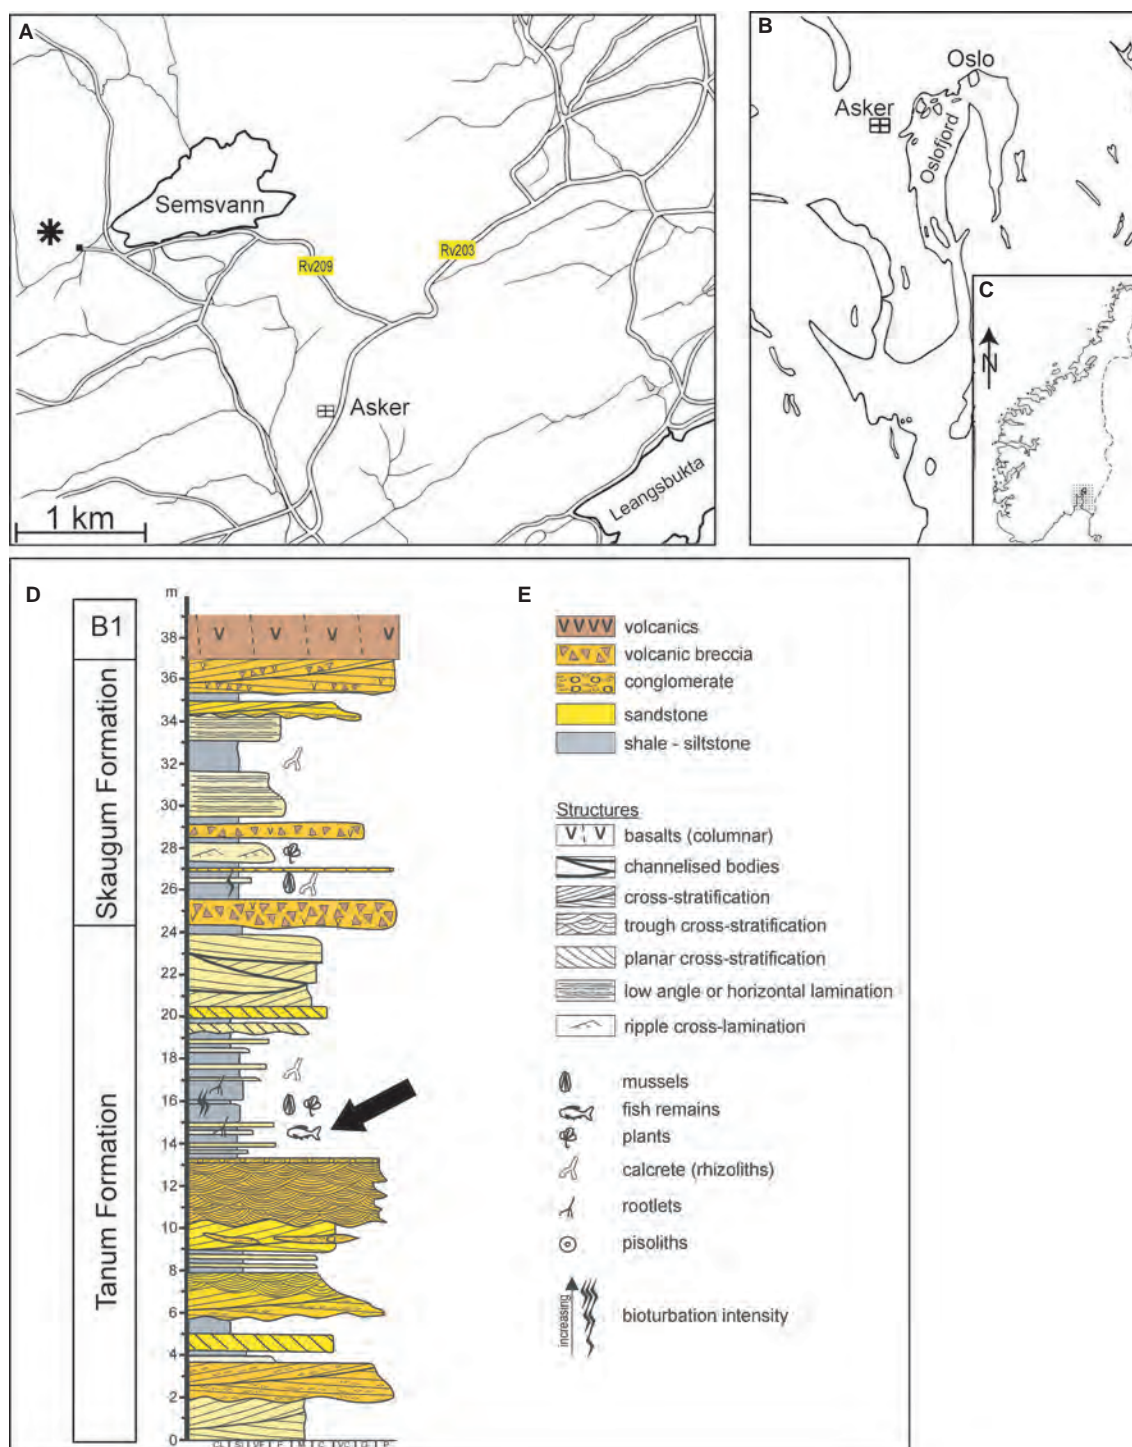 A
Semsvann
Rv209
Rv203
Asker
Leangsbukta
1 km
B
Oslo
Asker
Oslofjord
C
N
D
m
B1
Skaugum Formation
Tanum Formation
38
36
34
32
30
28
26
24
22
20
18
16
14
12
10
8
6
4
2
0
E
volcanics
volcanic breccia
conglomerate
sandstone
shale - siltstone
Structures
basalts (columnar)
channelised bodies
cross-stratification
trough cross-stratification
planar cross-stratification
low angle or horizontal lamination
ripple cross-lamination
mussels
fish remains
plants
calcrete (rhizoliths)
rootlets
pisoliths
increasing
bioturbation intensity